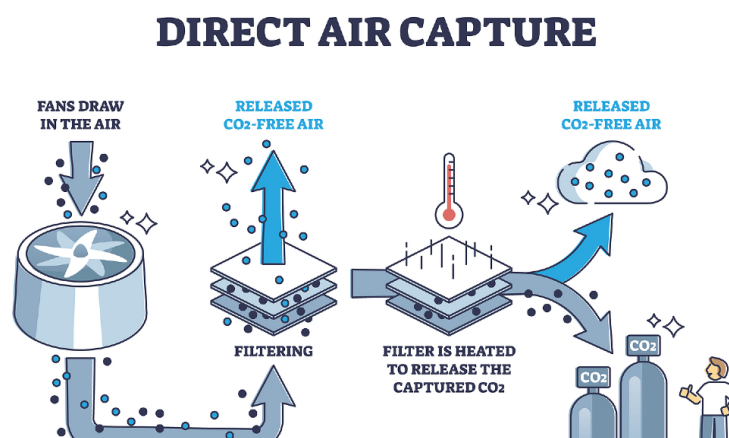 DIRECT AIR CAPTURE
FANS DRAW
IN THE AIR
RELEASED
CO2-FREE AIR
RELEASED
CO2-FREE AIR
FILTERING
FILTER IS HEATED
TO RELEASE THE
CAPTURED CO2
CO2
CO2